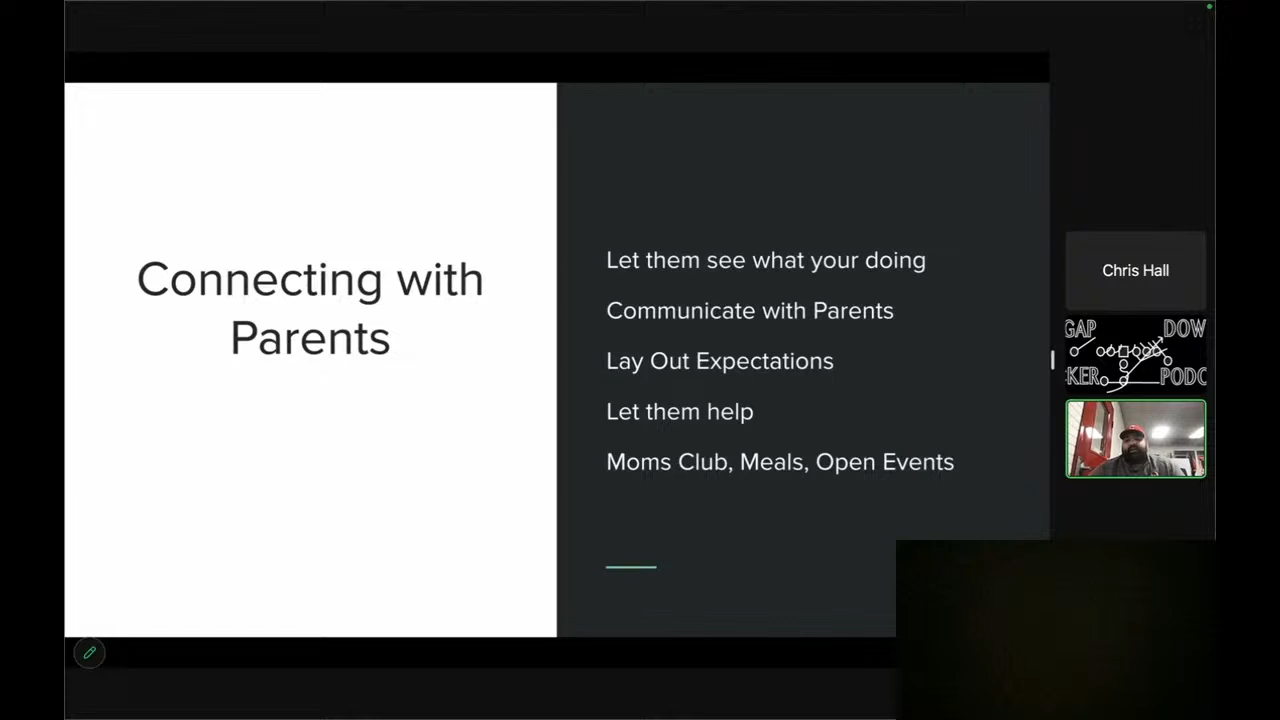 Connecting with
Parents
Let them see what your doing
Communicate with Parents
Lay Out Expectations
Let them help
Moms Club, Meals, Open Events
Chris Hall
GAP DOW
KER PODC